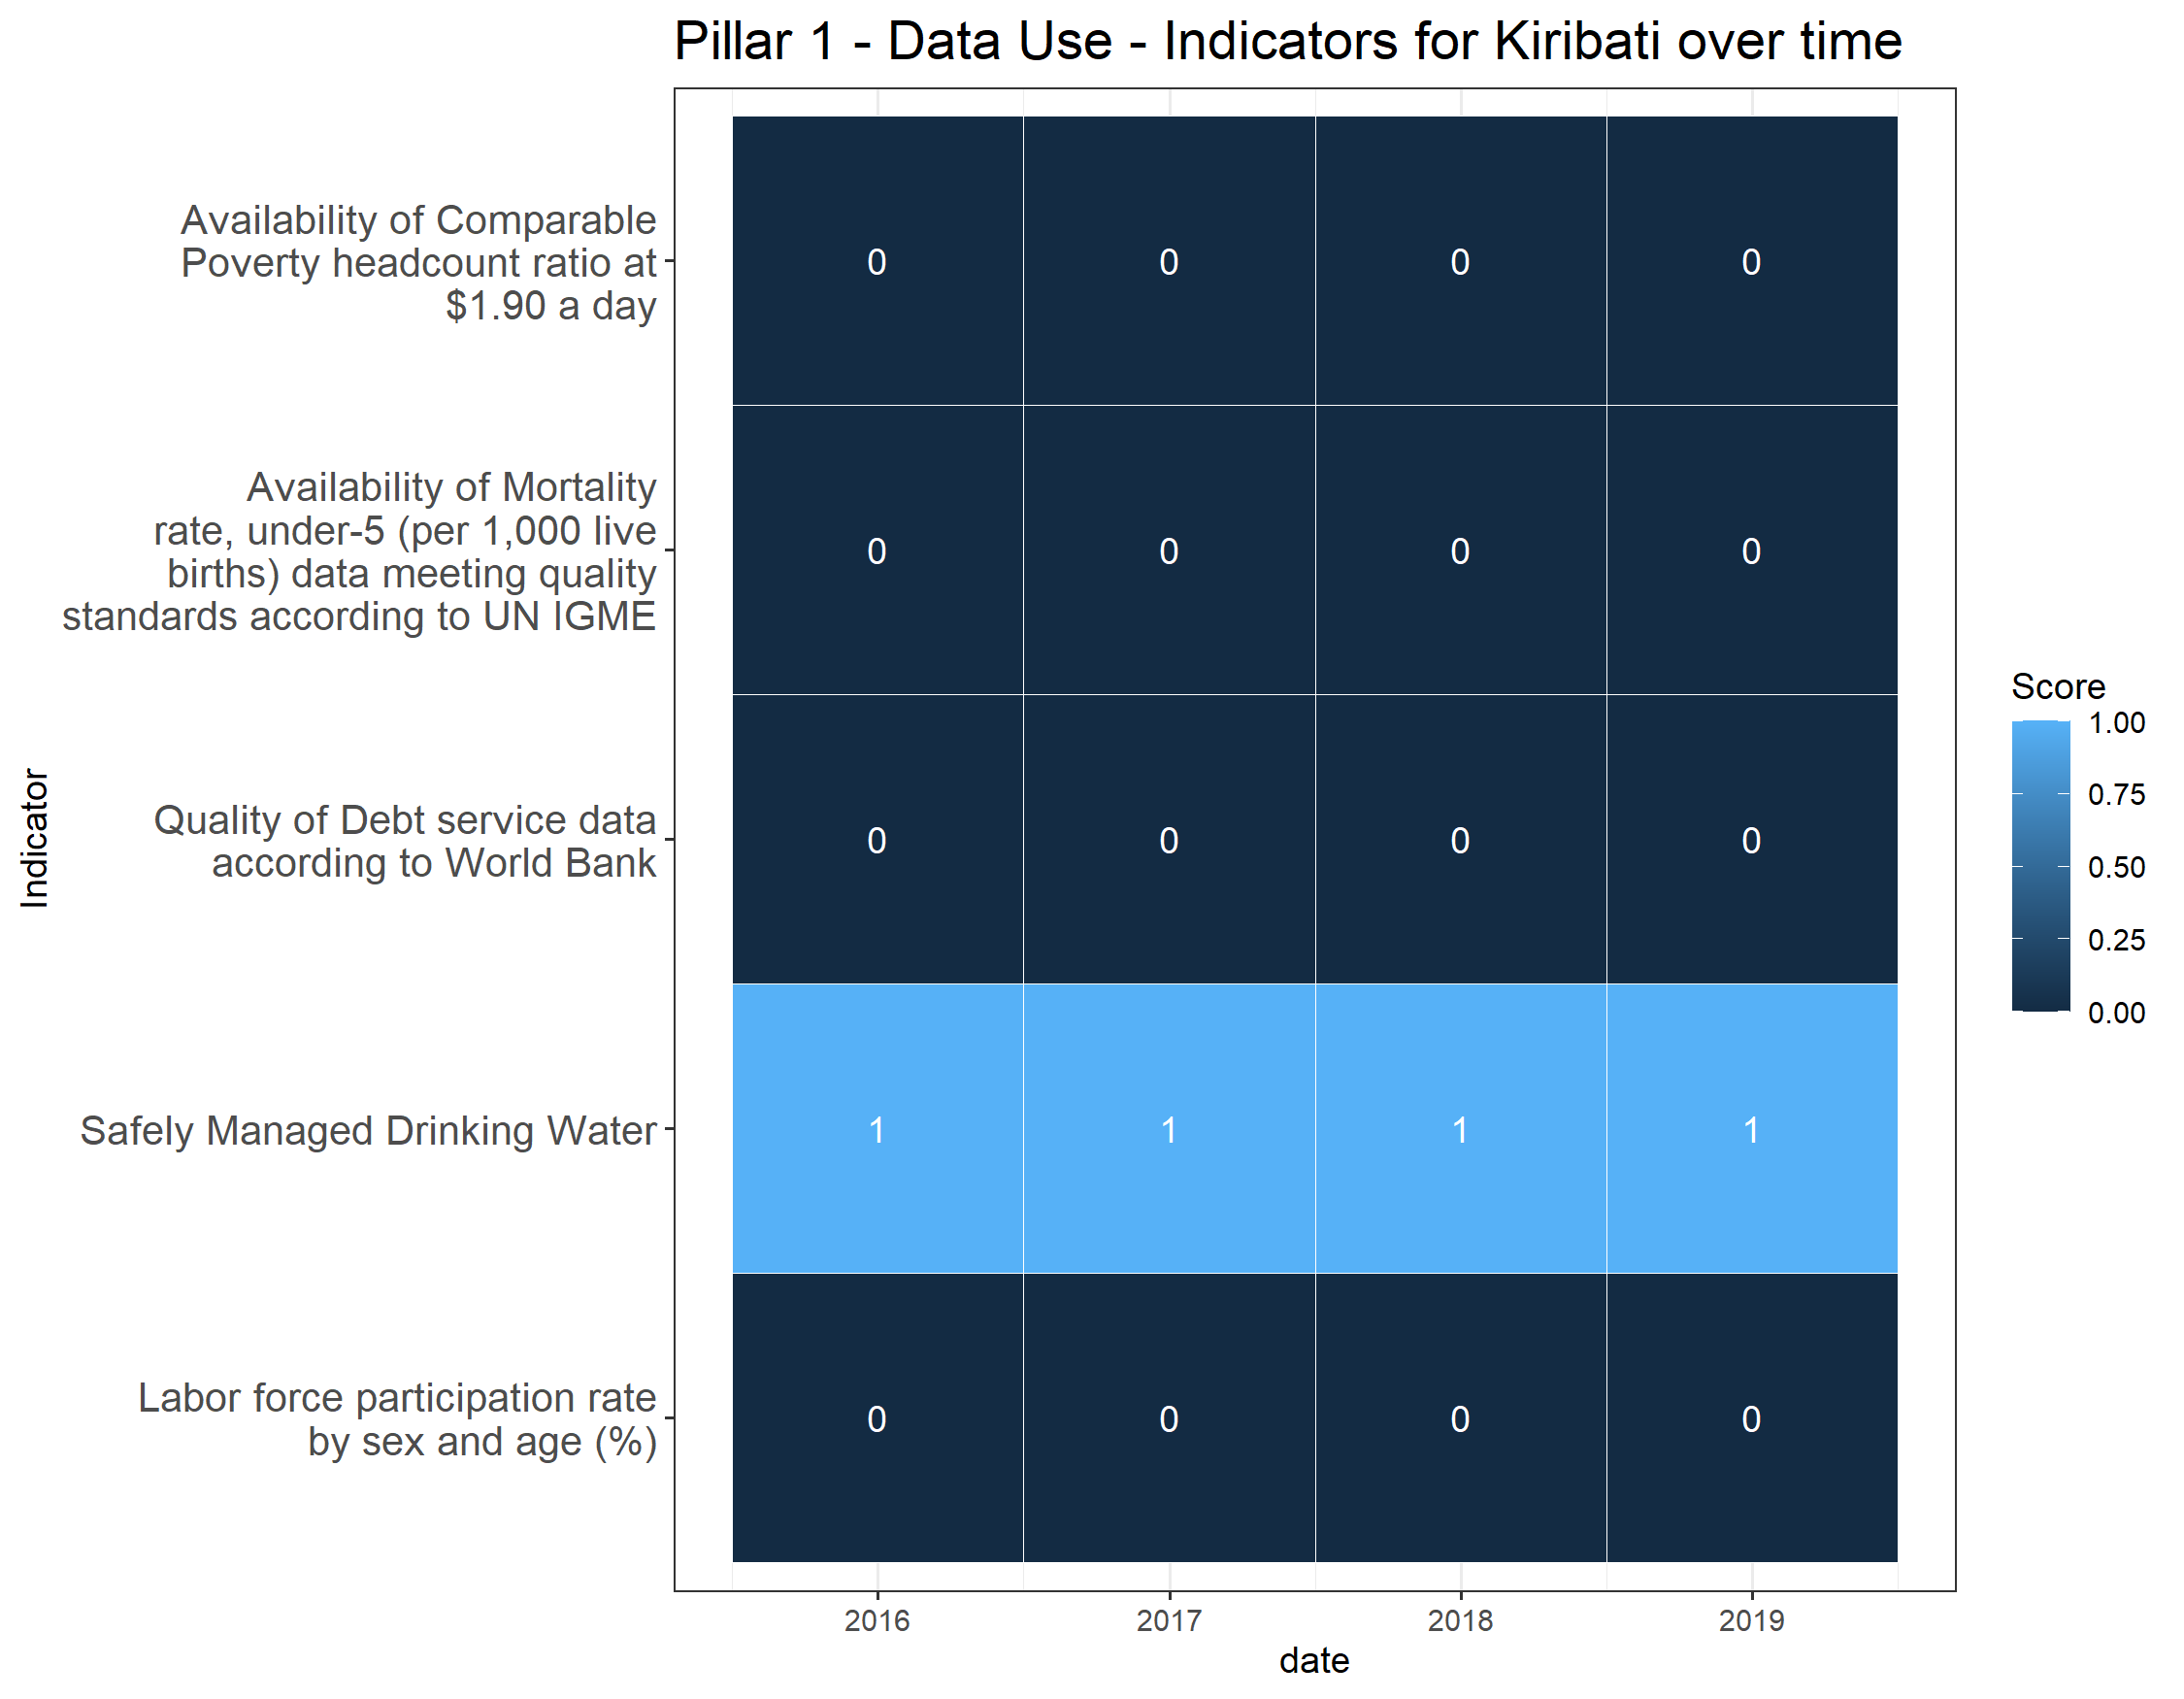 Pillar 1 - Data Use - Indicators for Kiribati over time
Indicator
Availability of Comparable
Poverty headcount ratio at
$1.90 a day
0 0 0 0
Availability of Mortality
rate, under-5 (per 1,000 live
births) data meeting quality
standards according to UN IGME
0 0 0 0
Quality of Debt service data
according to World Bank
0 0 0 0
Safely Managed Drinking Water
1 1 1 1
Labor force participation rate
by sex and age (%)
0 0 0 0
2016 2017 2018 2019
date
Score
1.00
0.75
0.50
0.25
0.00